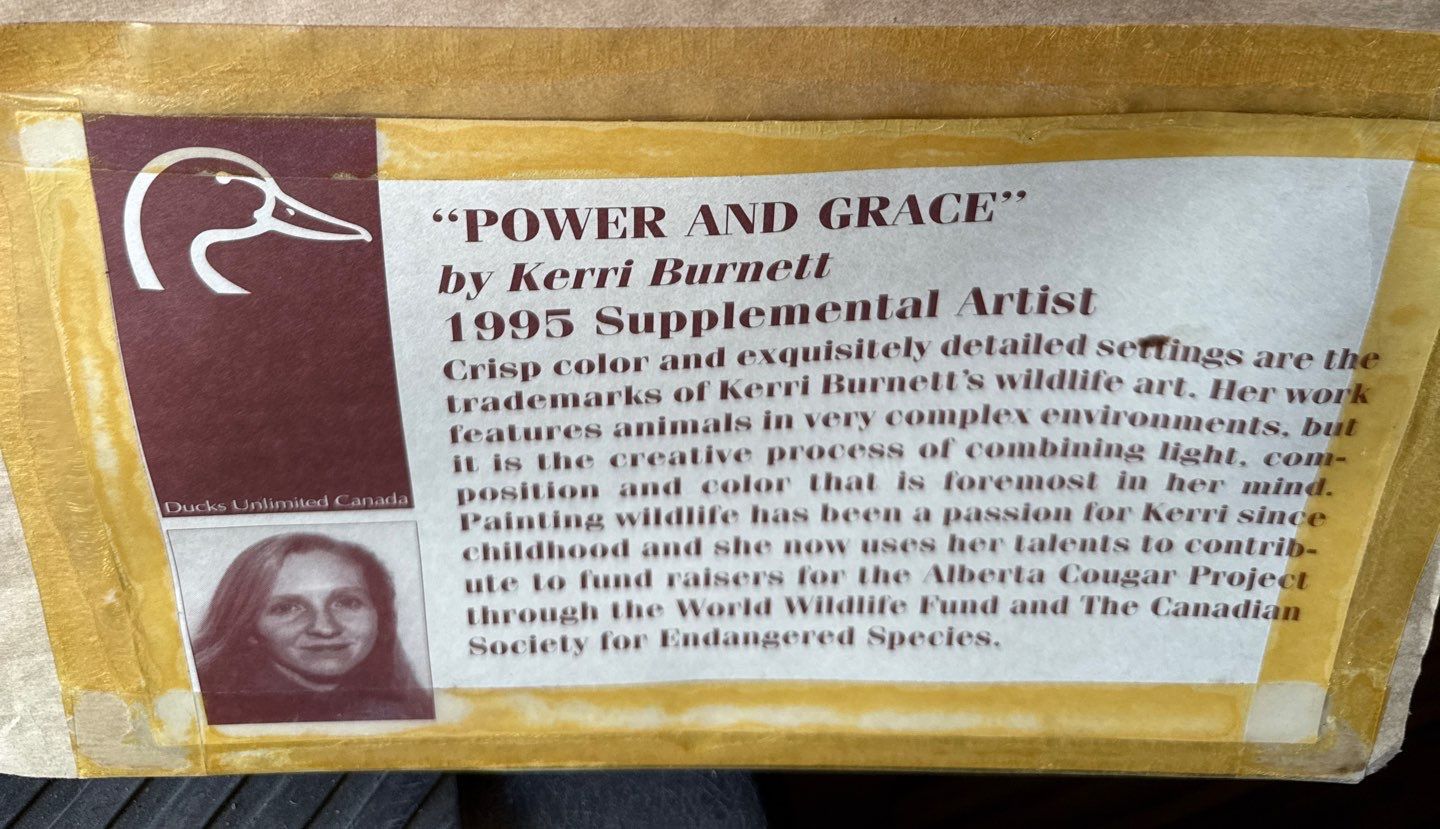 "POWER AND GRACE"
by Kerri Burnett
1995 Supplemental Artist
Crisp color and exquisitely detailed settings are the
trademarks of Kerri Burnett's wildlife art. Her work
features animals in very complex environments, but
it is the creative process of combining light, com-
position and color that is foremost in her mind.
Painting wildlife has been a passion for Kerri since
childhood and she now uses her talents to contrib-
ute to fund raisers for the Alberta Cougar Project
through the World Wildlife Fund and The Canadian
Society for Endangered Species.
Ducks Unlimited Canada